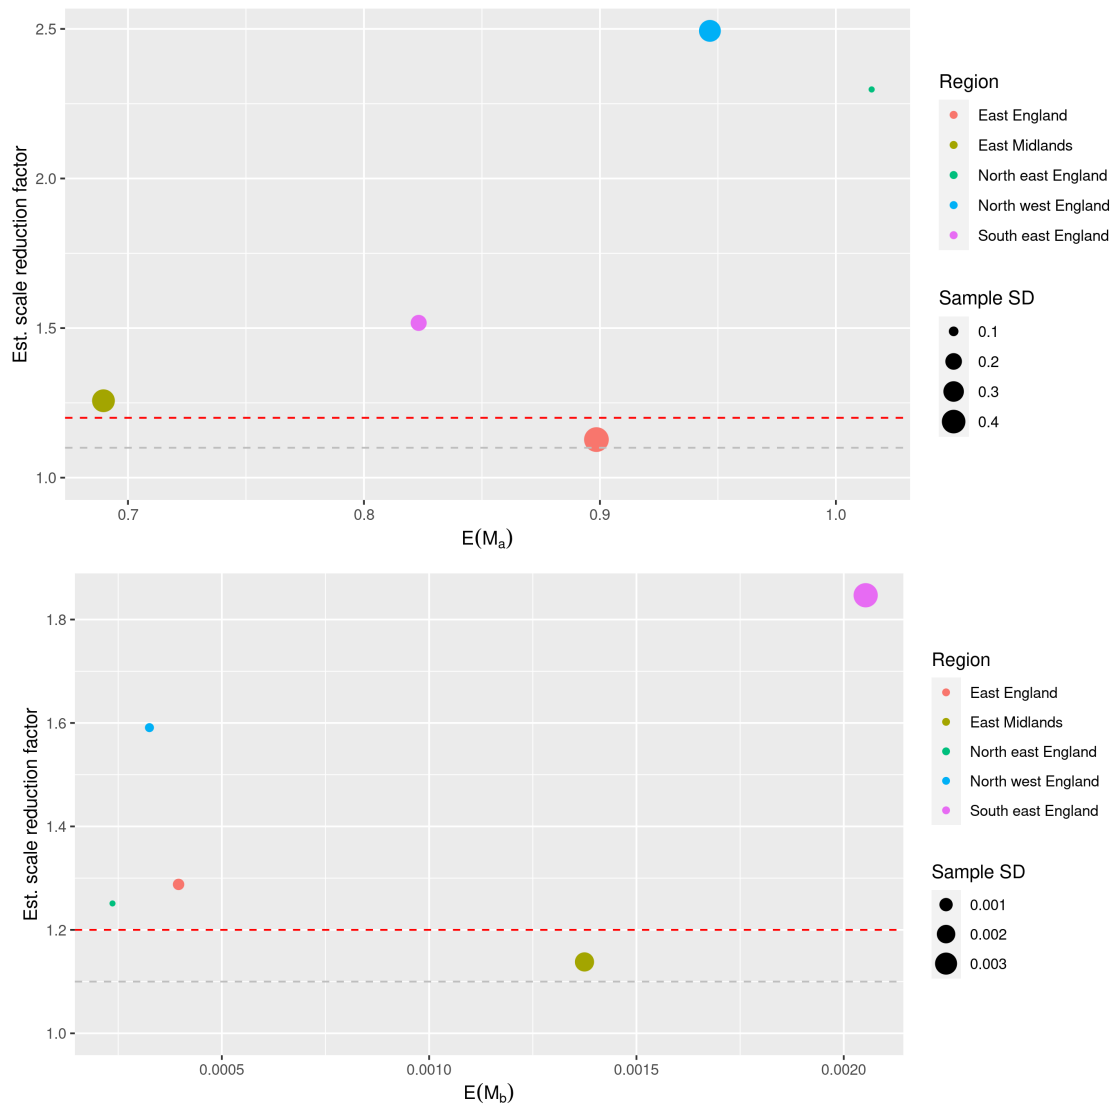 2.5
2.0
1.5
1.0
Est. scale reduction factor
0.7 0.8 0.9 1.0
E(Ma)
Region
East England
East Midlands
North east England
North west England
South east England
Sample SD
0.1
0.2
0.3
0.4
1.8
1.6
1.4
1.2
1.0
Est. scale reduction factor
0.0005 0.0010 0.0015 0.0020
E(Mb)
Region
East England
East Midlands
North east England
North west England
South east England
Sample SD
0.001
0.002
0.003